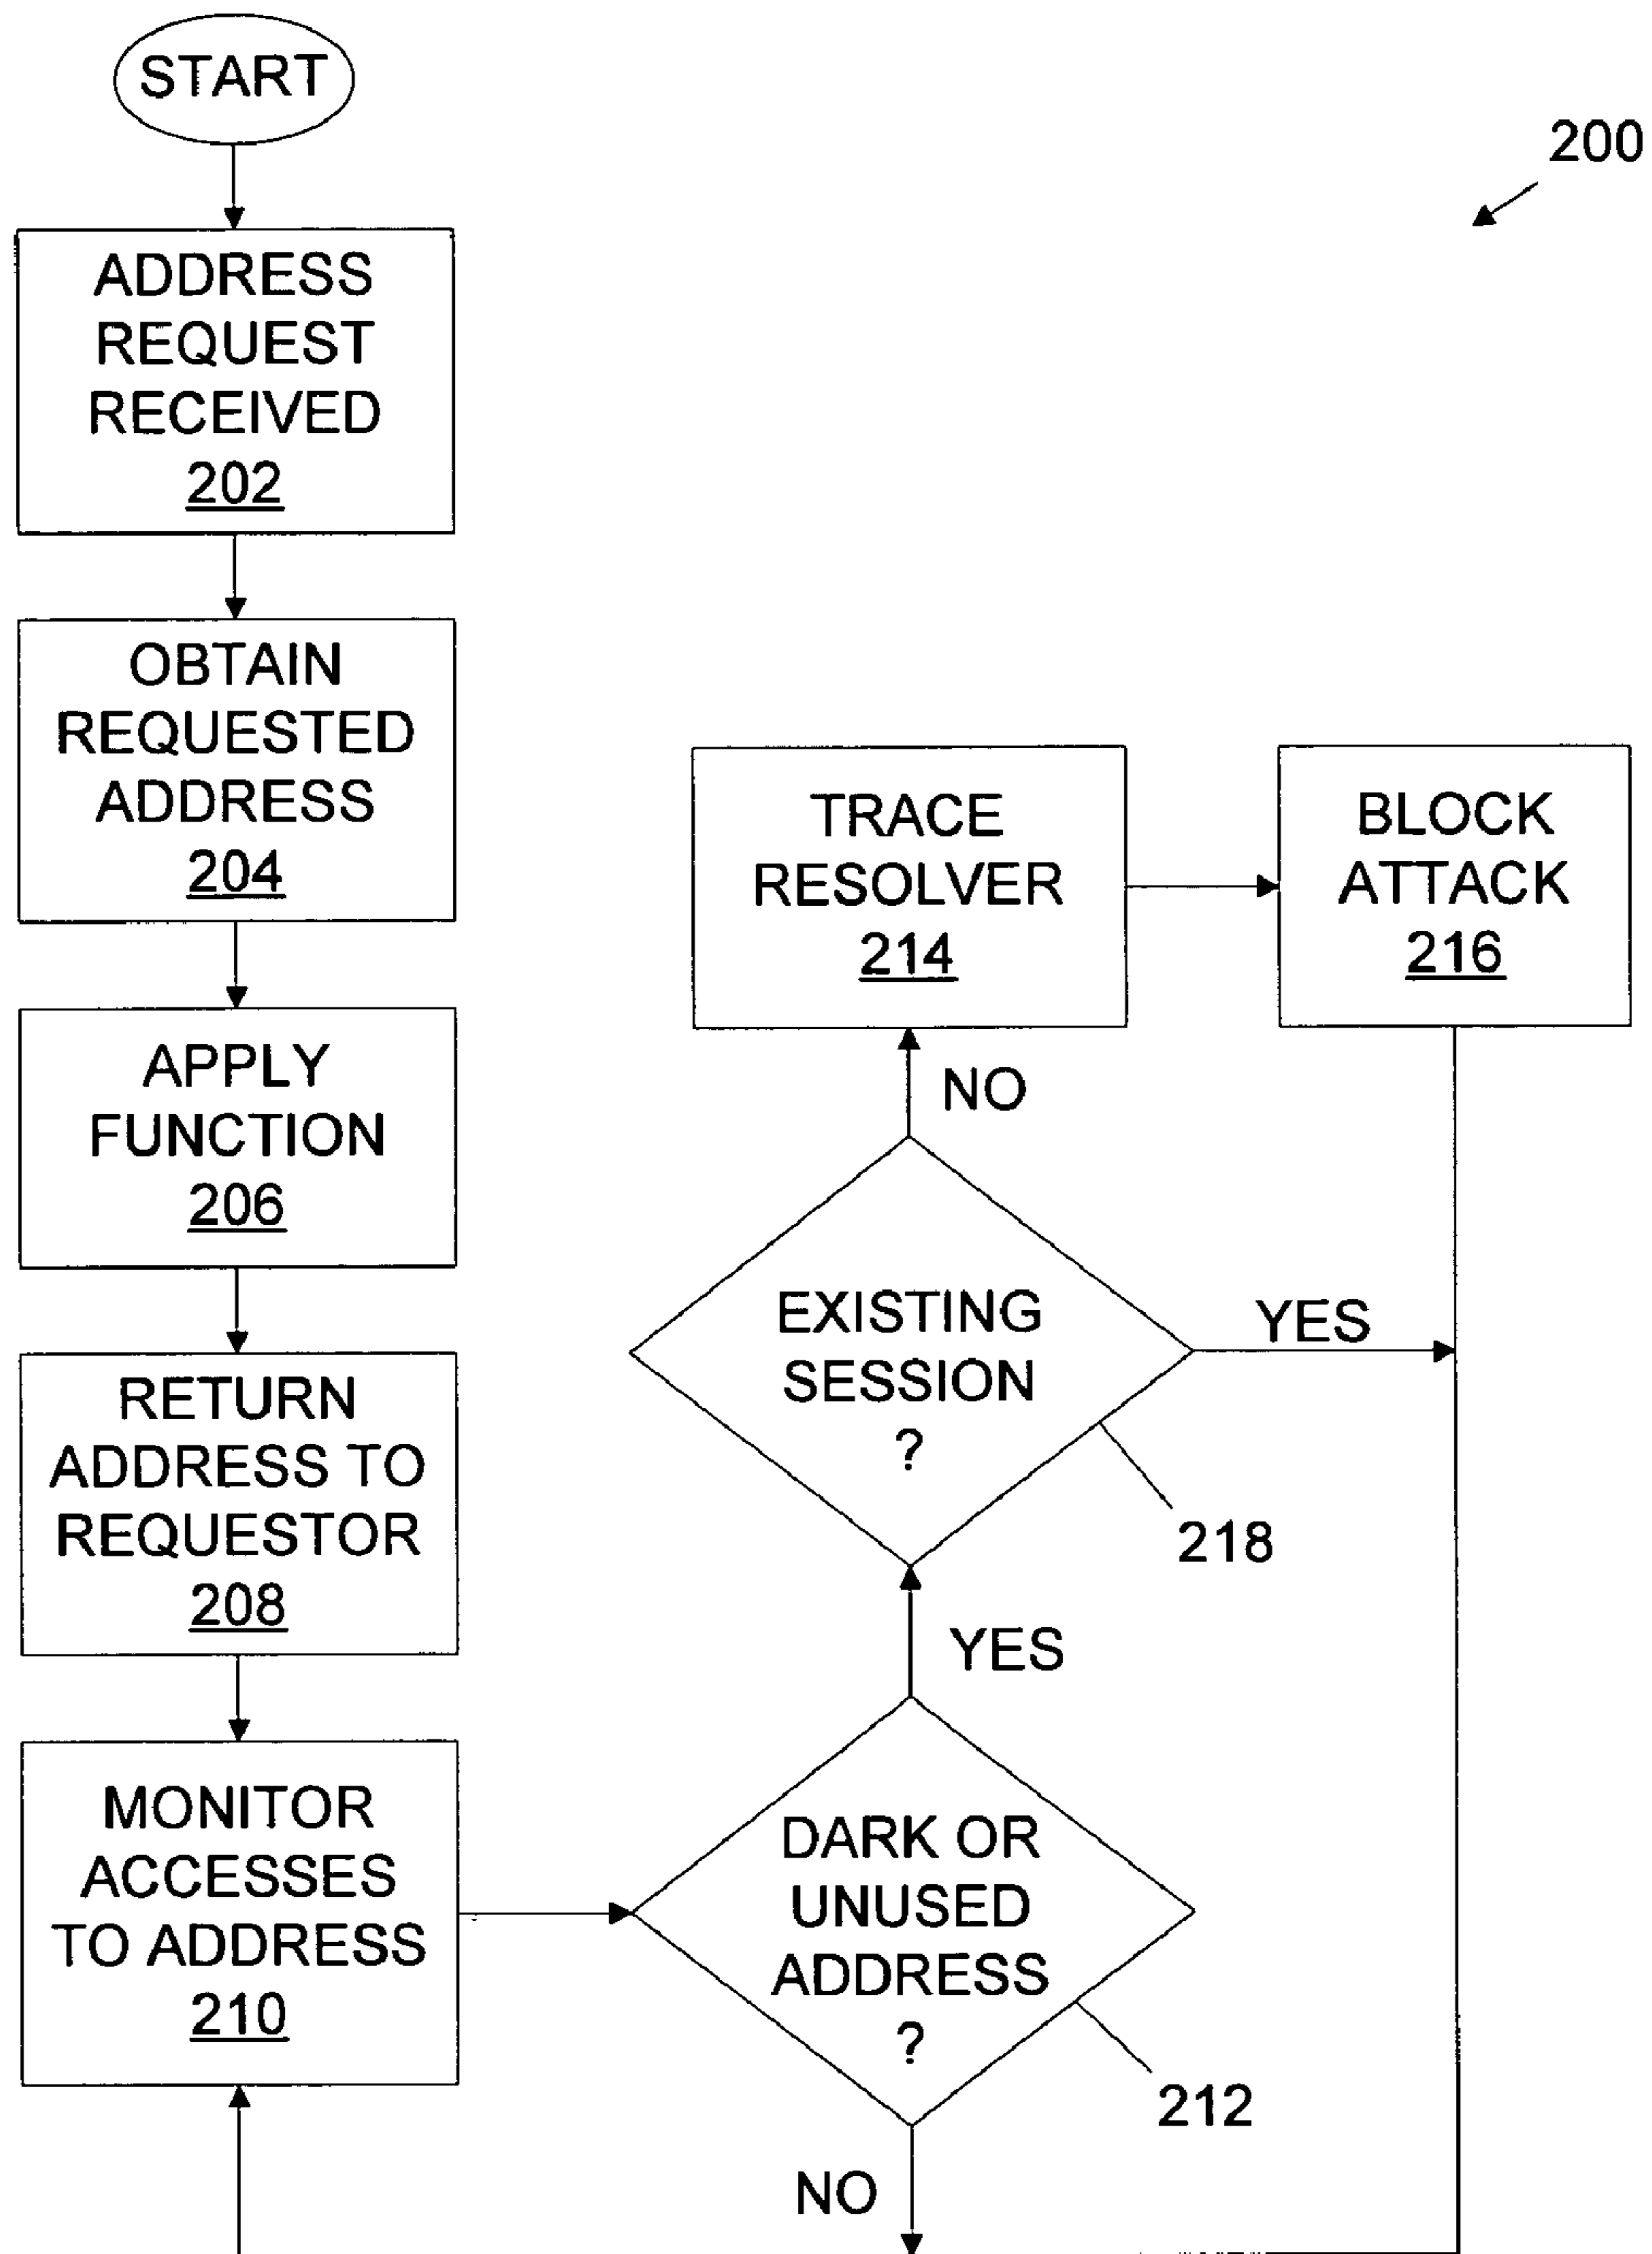 START
200
ADDRESS
REQUEST
RECEIVED
202
OBTAIN
REQUESTED
ADDRESS
204
APPLY
FUNCTION
206
RETURN
ADDRESS TO
REQUESTOR
208
MONITOR
ACCESSES
TO ADDRESS
210
DARK OR
UNUSED
ADDRESS
?
212
NO
YES
EXISTING
SESSION
?
218
YES
NO
TRACE
RESOLVER
214
BLOCK
ATTACK
216